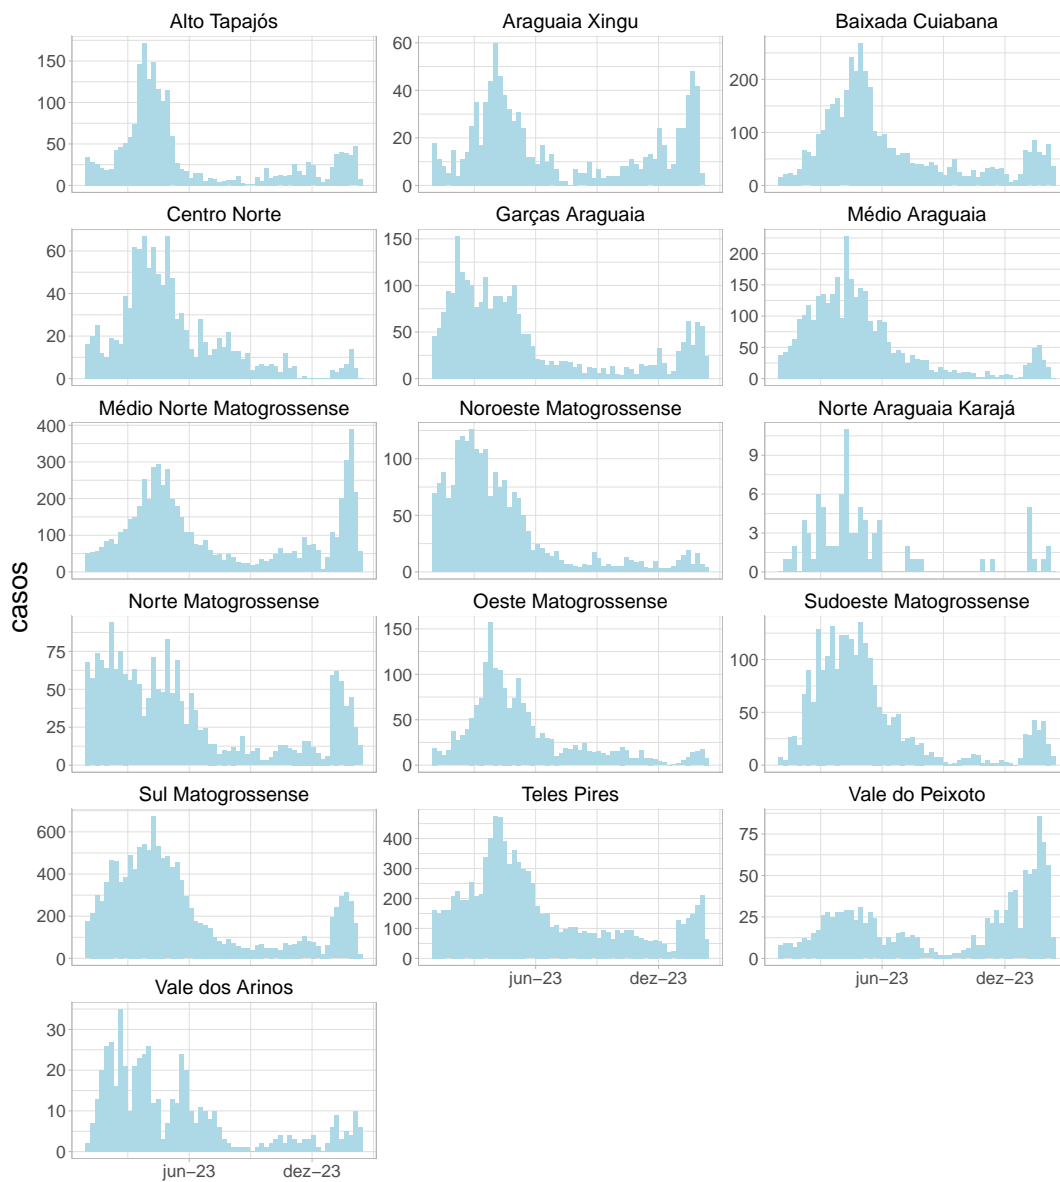 Alto Tapajós
Araguaia Xingu
Baixada Cuiabana
150
100
50
0
60
40
20
0
200
100
0
Centro Norte
Garças Araguaia
Médio Araguaia
60
40
20
0
150
100
50
0
200
150
100
50
0
Médio Norte Matogrossense
Noroeste Matogrossense
Norte Araguaia Karajá
400
300
200
100
0
100
50
0
9
6
3
0
Norte Matogrossense
Oeste Matogrossense
Sudoeste Matogrossense
75
50
25
0
150
100
50
0
100
50
0
Sul Matogrossense
Teles Pires
Vale do Peixoto
600
400
200
0
400
300
200
100
0
75
50
25
0
jun−23
dez−23
jun−23
dez−23
Vale dos Arinos
30
20
10
0
jun−23
dez−23
casos